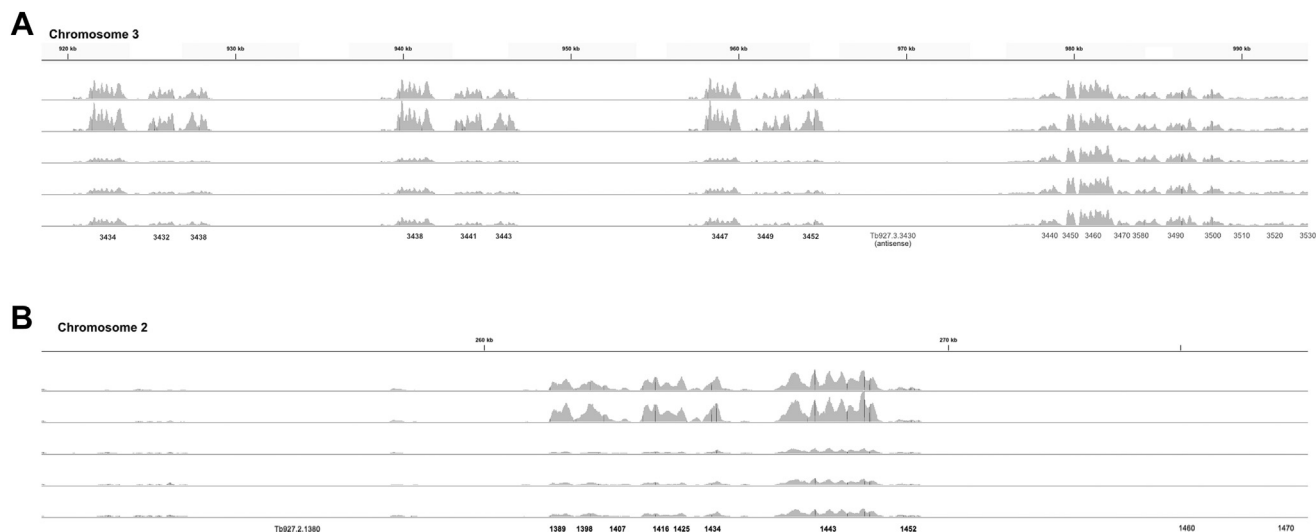 A
Chromosome 3
920 kb 930 kb 940 kb 950 kb 960 kb 970 kb 980 kb 990 kb
3434 3432 3438 3438 3441 3443 3447 3449 3452 Tb927.3.3430 3440 3450 3460 3470 3580 3490 3500 3510 3520 3530
(antisense)
B
Chromosome 2
260 kb 270 kb
Tb927.2.1380 1389 1398 1407 1416 1425 1434 1443 1452 1460 1470